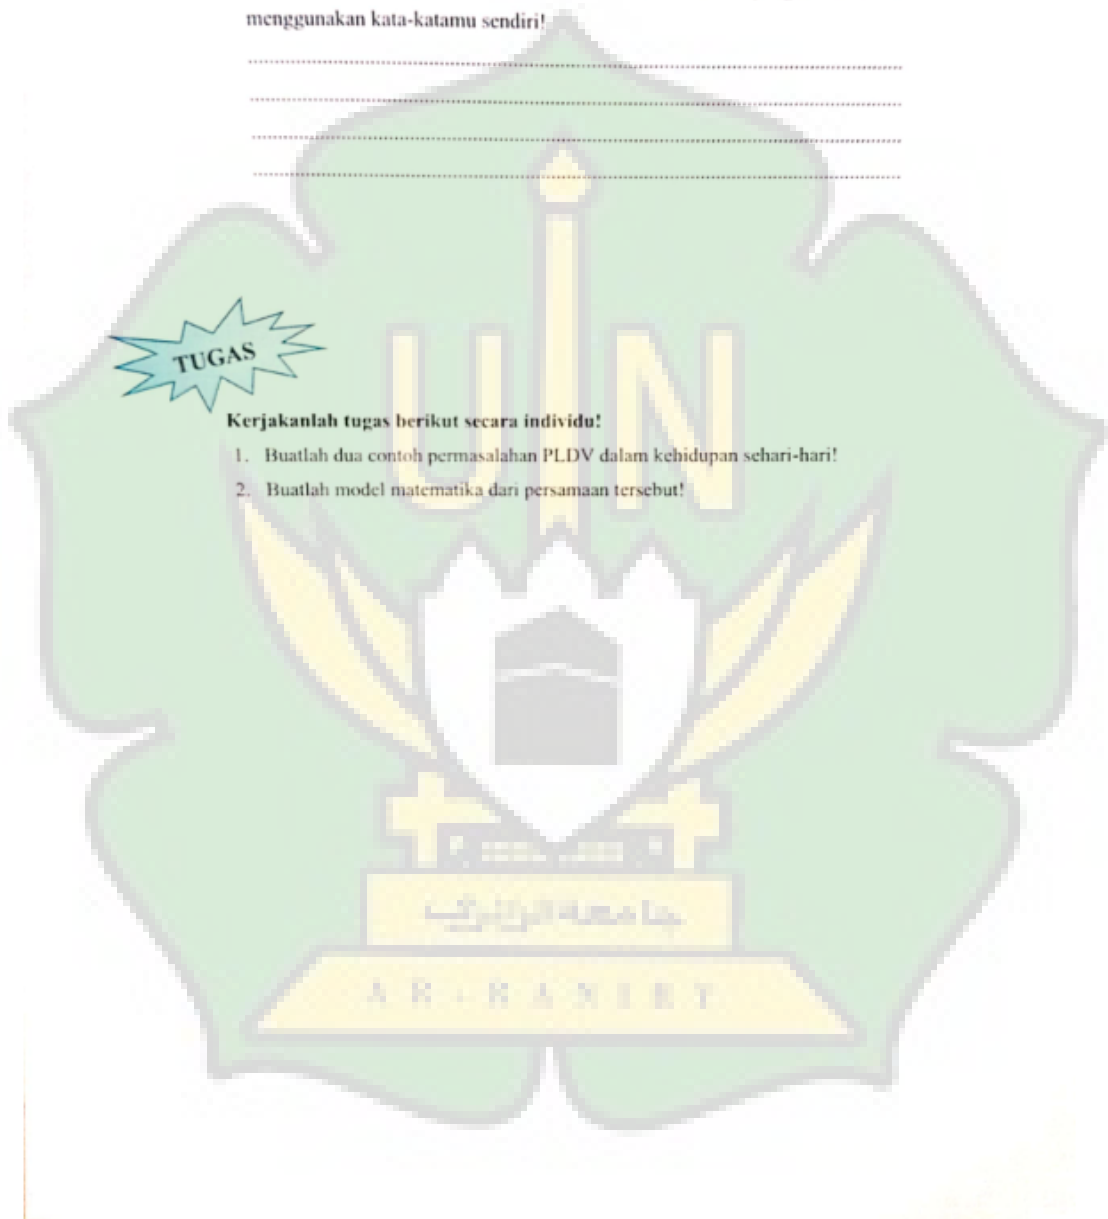 menggunakan kata-katamu sendiri!
TUGAS
Kerjakanlah tugas berikut secara individu!
1. Buatlah dua contoh permasalahan PLDV dalam kehidupan sehari-hari!
2. Buatlah model matematika dari persamaan tersebut!
UIN
AR-RANIRY